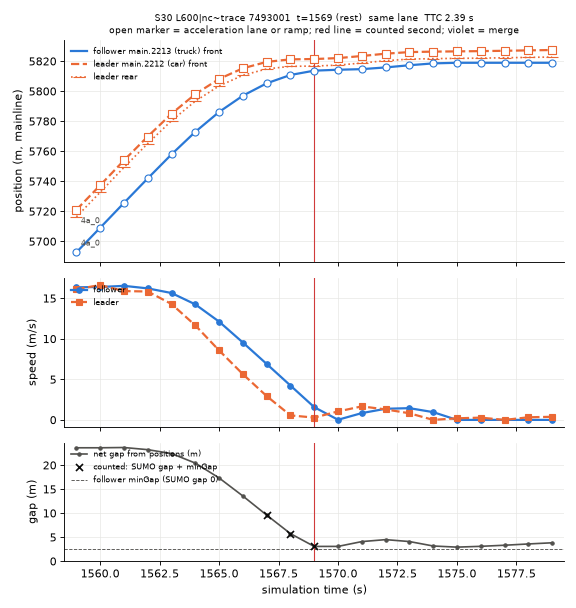 S30 L600|nc~trace 7493001  t=1569 (rest)  same lane  TTC 2.39 s
open marker = acceleration lane or ramp; red line = counted second; violet = merge
follower main.2213 (truck) front
leader main.2212 (car) front
leader rear
position (m, mainline)
5820
5800
5780
5760
5740
5720
5700
4a_0
4a_0
follower
leader
speed (m/s)
15
10
5
0
net gap from positions (m)
counted: SUMO gap + minGap
follower minGap (SUMO gap 0)
gap (m)
20
15
10
5
0
1560.0 1562.5 1565.0 1567.5 1570.0 1572.5 1575.0 1577.5
simulation time (s)